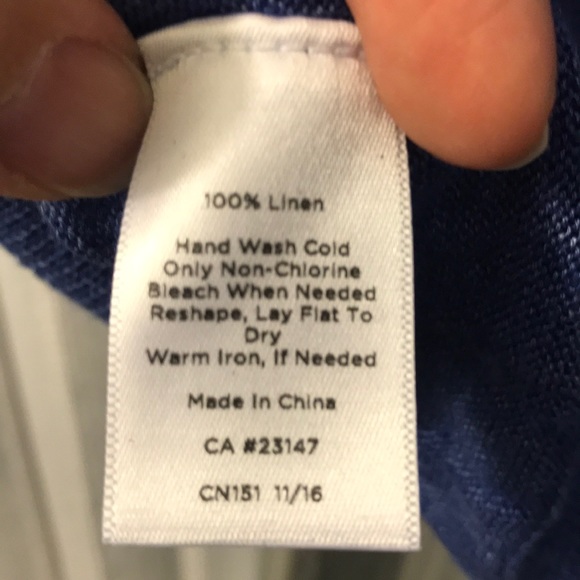 100% Linen
Hand Wash Cold
Only Non-Chlorine
Bleach When Needed
Reshape, Lay Flat To
Dry
Warm Iron, If Needed
Made In China
CA #23147
CN151 11/16